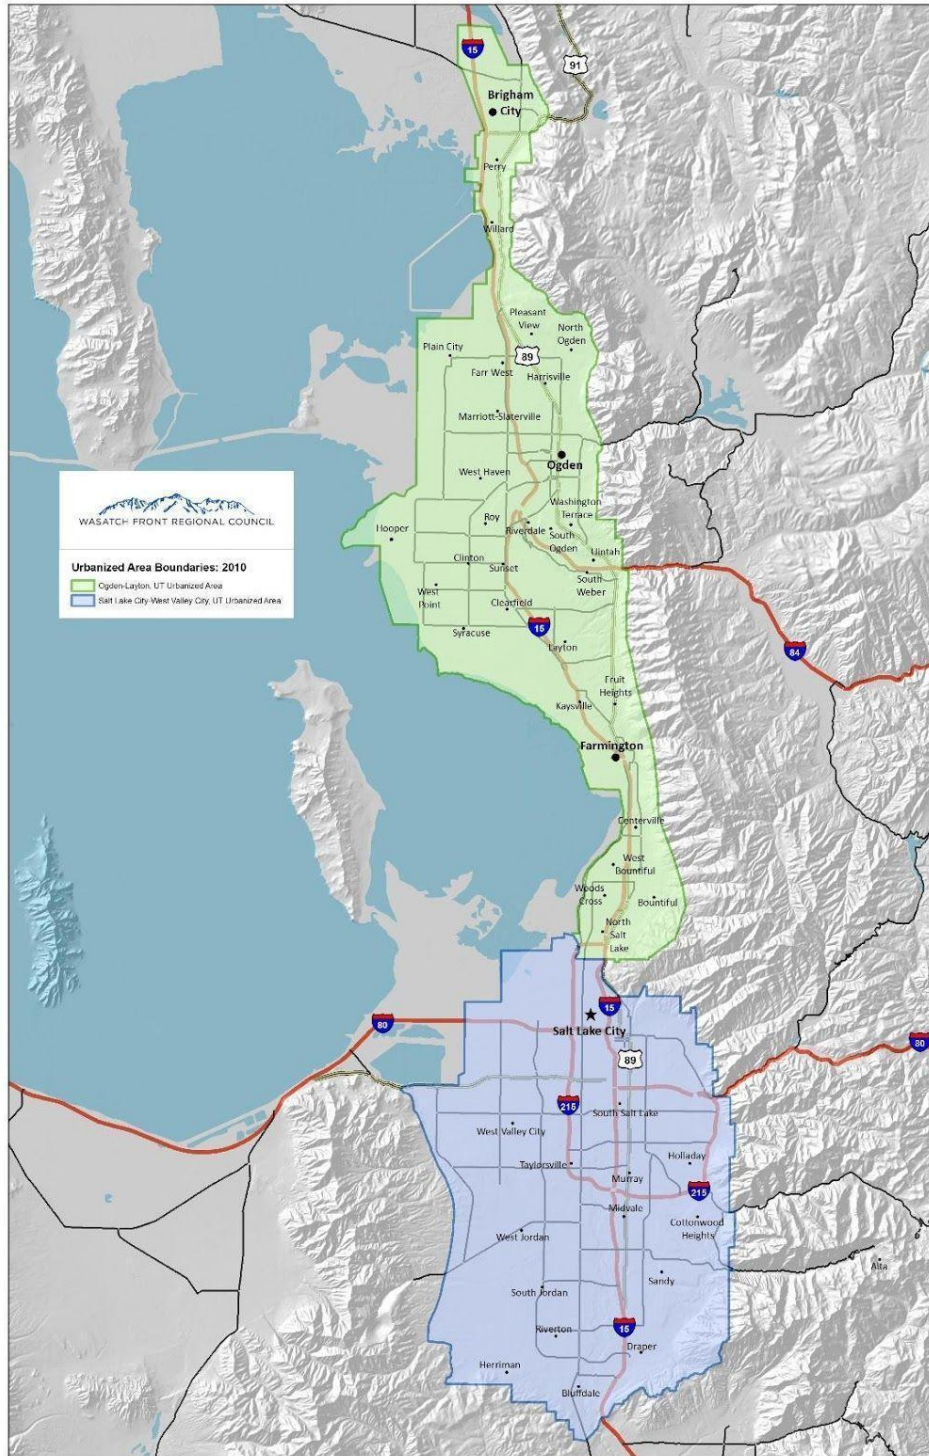 15
91
Brigham
City
Perry
Willard
Pleasant
View
North
Ogden
Plain City
89
Farr West
Harrisville
Marriott-Slaterville
Ogden
West Haven
Washington
Terrace
WASATCH FRONT REGIONAL COUNCIL
Urbanized Area Boundaries: 2010
Ogden-Layton, UT Urbanized Area
Salt Lake City-West Valley City, UT Urbanized Area
Roy
Hooper
Riverdale
South
Ogden
Clinton
Sunset
Uintah
South
Weber
West
Point
Clearfield
15
Syracuse
Layton
84
Fruit
Heights
Kaysville
Farmington
Centerville
West
Bountiful
Woods
Cross
Bountiful
North
Salt
Lake
15
80
Salt Lake City
80
89
215
South Salt Lake
West Valley City
Holladay
Taylorsville
Murray
215
Midvale
Cottonwood
Heights
West Jordan
Alta
Sandy
South Jordan
15
Riverton
Draper
Herriman
Bluffdale